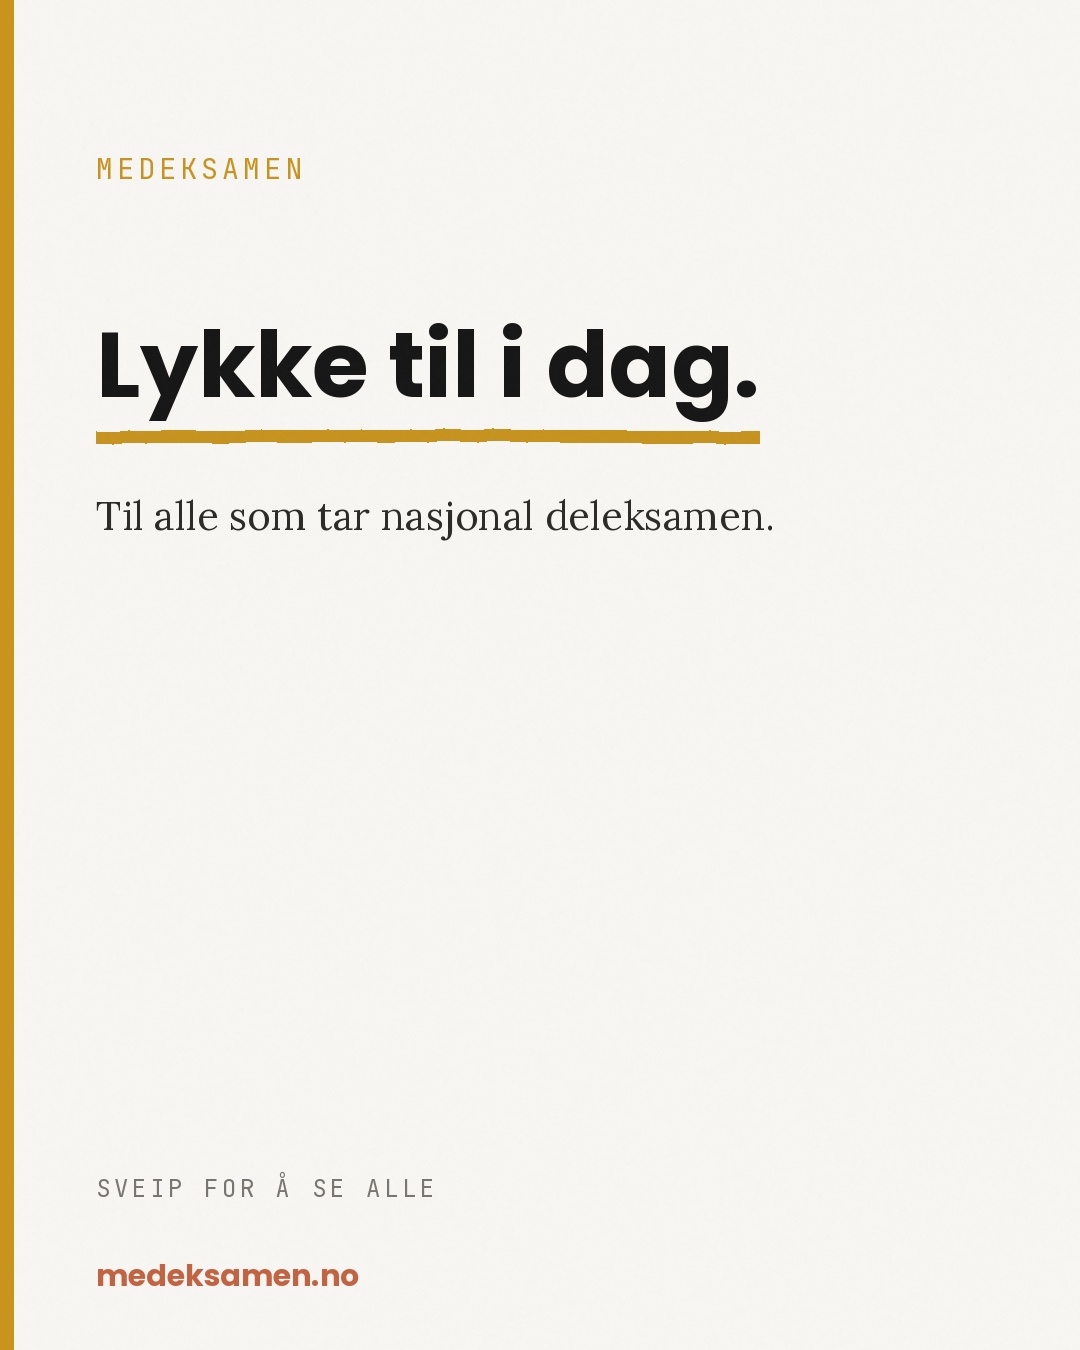 MEDEKSAMEN
Lykke til i dag.
Til alle som tar nasjonal deleksamen.
SVEIP FOR Å SE ALLE
medeksamen.no